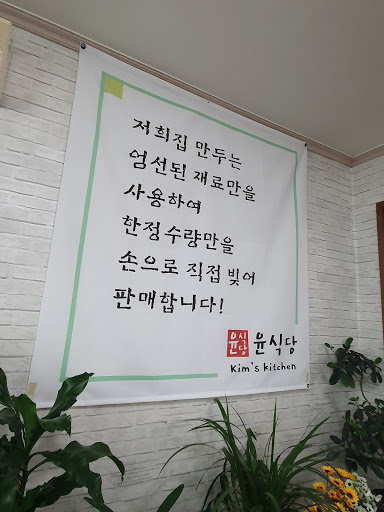 저희집 만두는
엄선된 재료만을
사용하여
한정수량만을
손으로 직접 빚어
판매합니다!
윤식당 윤식당
Kim's kitchen